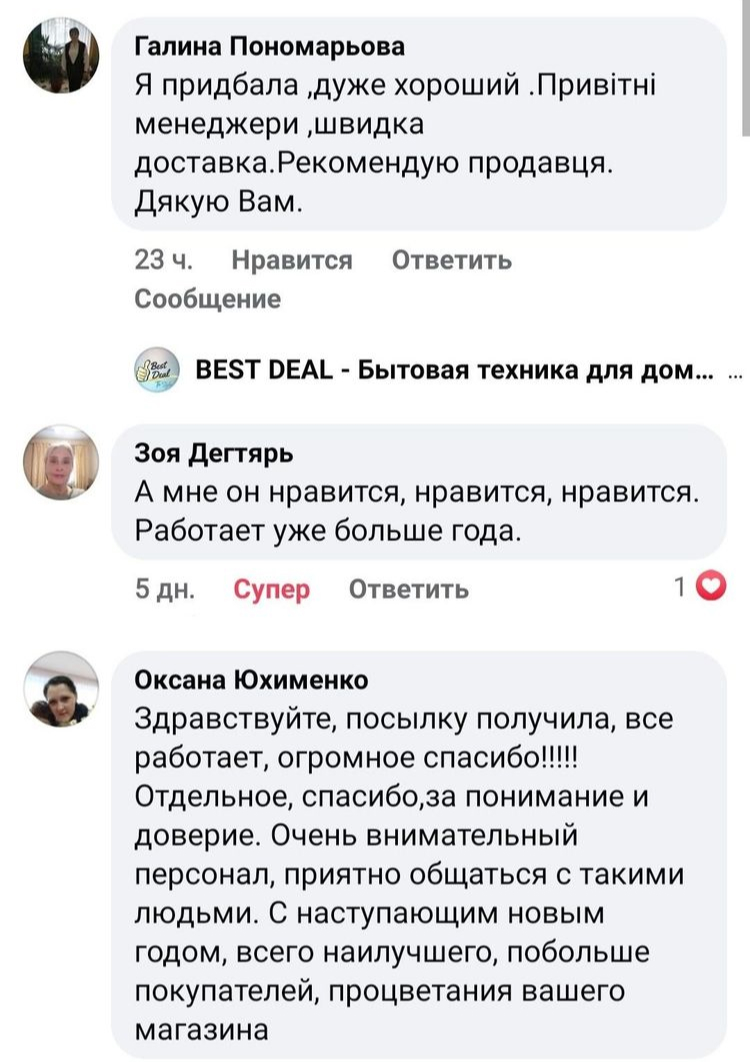 Галина Пономарьова
Я придбала ,дуже хороший .Привітні
менеджери ,швидка
доставка.Рекомендую продавця.
Дякую Вам.
23 ч. Нравится Ответить
Сообщение
Best
Deal
BEST DEAL - Бытовая техника для дом... ...
Зоя Дегтярь
А мне он нравится, нравится, нравится.
Работает уже больше года.
5 дн. Супер Ответить 1
Оксана Юхименко
Здравствуйте, посылку получила, все
работает, огромное спасибо!!!!!
Отдельное, спасибо,за понимание и
доверие. Очень внимательный
персонал, приятно общаться с такими
людьми. С наступающим новым
годом, всего наилучшего, побольше
покупателей, процветания вашего
магазина